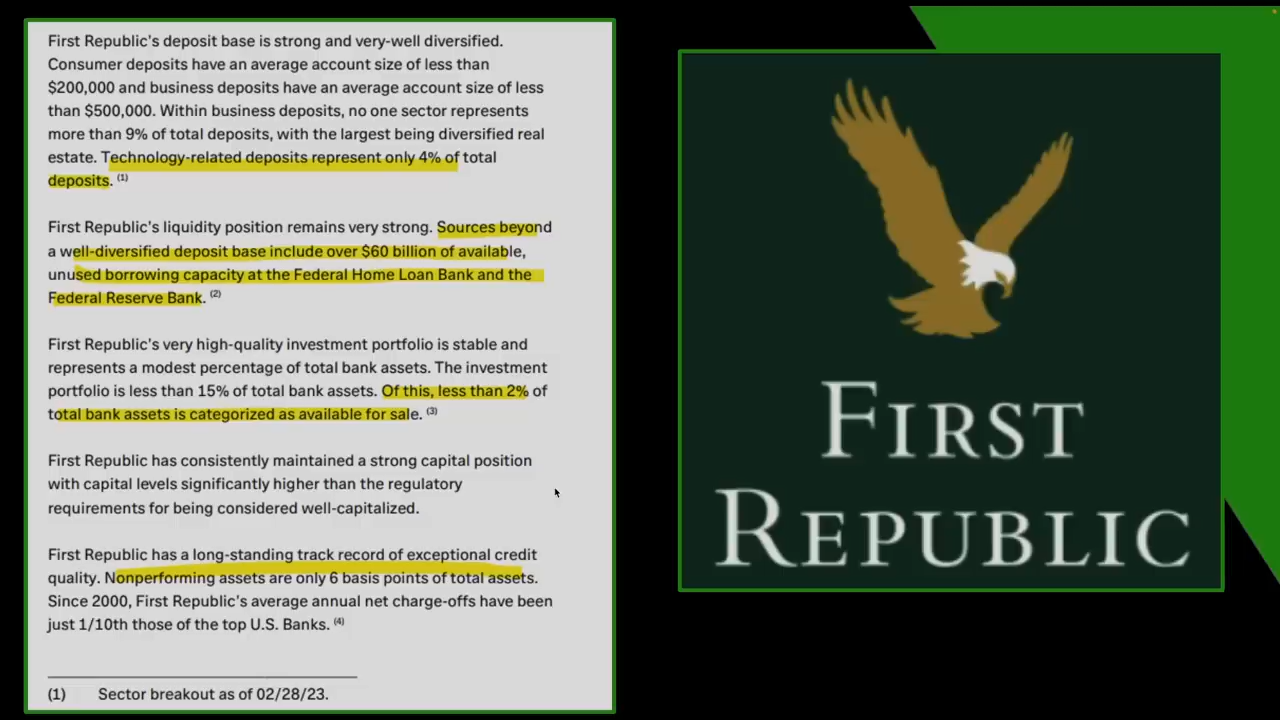 First Republic's deposit base is strong and very-well diversified.
Consumer deposits have an average account size of less than
$200,000 and business deposits have an average account size of less
than $500,000. Within business deposits, no one sector represents
more than 9% of total deposits, with the largest being diversified real
estate. Technology-related deposits represent only 4% of total
deposits. (1)
First Republic's liquidity position remains very strong. Sources beyond
a well-diversified deposit base include over $60 billion of available,
unused borrowing capacity at the Federal Home Loan Bank and the
Federal Reserve Bank. (2)
First Republic's very high-quality investment portfolio is stable and
represents a modest percentage of total bank assets. The investment
portfolio is less than 15% of total bank assets. Of this, less than 2% of
total bank assets is categorized as available for sale. (3)
First Republic has consistently maintained a strong capital position
with capital levels significantly higher than the regulatory
requirements for being considered well-capitalized.
First Republic has a long-standing track record of exceptional credit
quality. Nonperforming assets are only 6 basis points of total assets.
Since 2000, First Republic's average annual net charge-offs have been
just 1/10th those of the top U.S. Banks. (4)
(1) Sector breakout as of 02/28/23.
FIRST
REPUBLIC